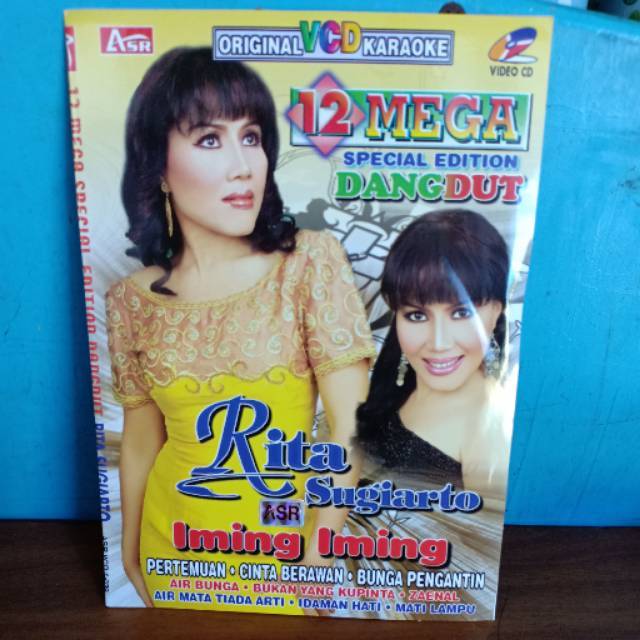 ASR
ORIGINAL VCD KARAOKE
VIDEO CD
12 MEGA
SPECIAL EDITION
DANGDUT
Rita
Sugiarto
ASR
Iming Iming
PERTEMUAN • CINTA BERAWAN • BUNGA PENGANTIN
AIR BUNGA • BUKAN YANG KUPINTA • ZAENAL
AIR MATA TIADA ARTI • IDAMAN HATI • MATI LAMPU
12 MEGA SPECIAL EDITION DANGDUT RITA SUGIARTO